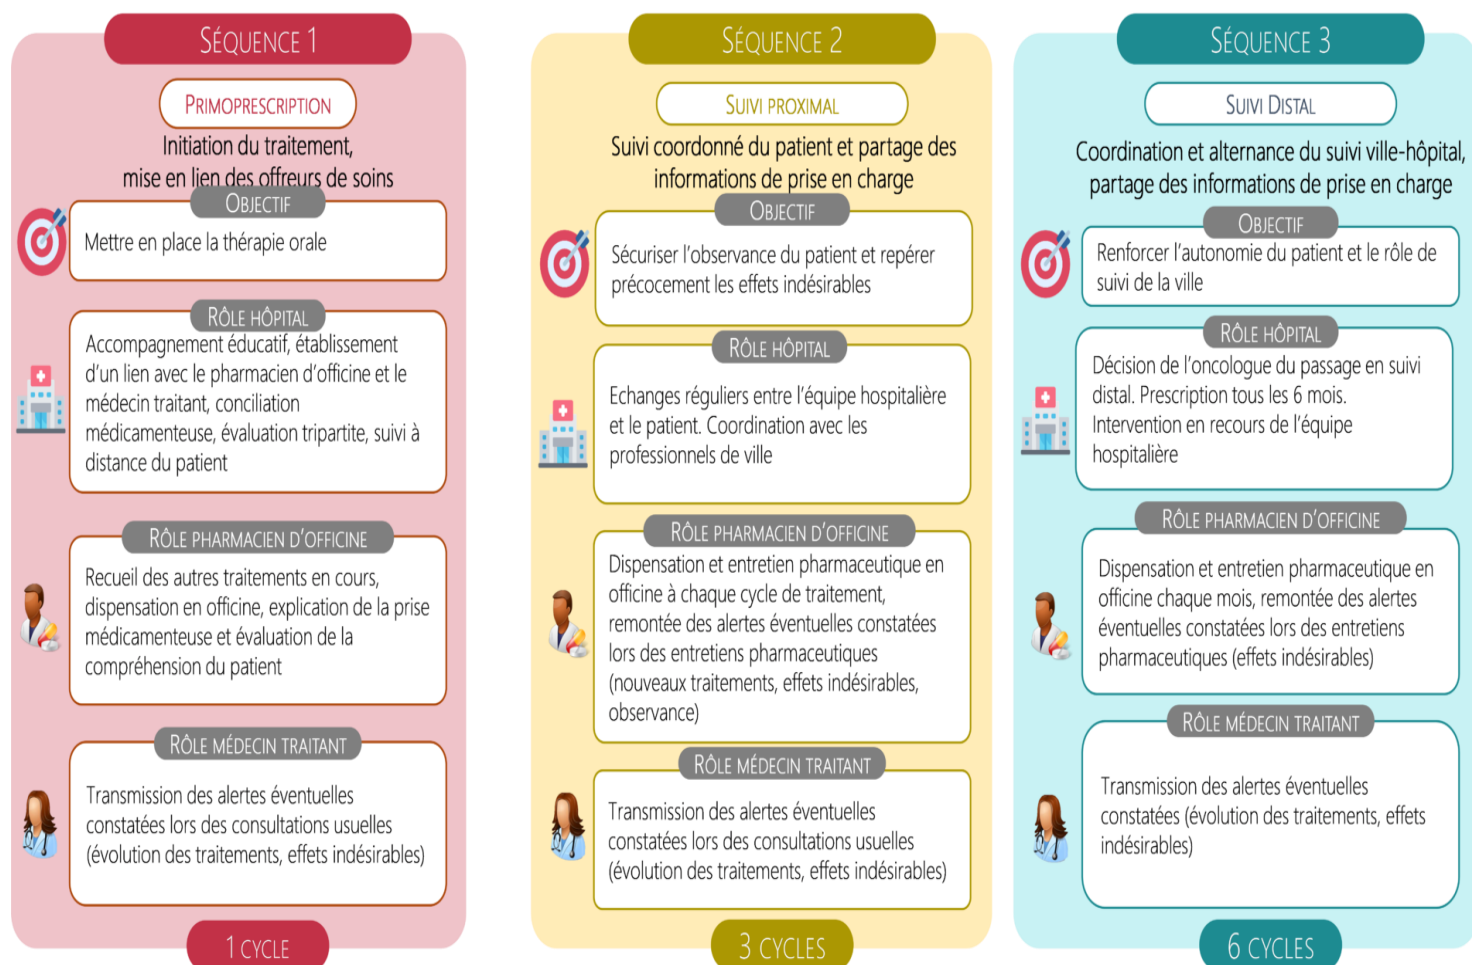 SÉQUENCE 1
PRIMOPRESCRIPTION
Initiation du traitement,
mise en lien des offreurs de soins
OBJECTIF
Mettre en place la thérapie orale
RÔLE HÔPITAL
Accompagnement éducatif, établissement
d'un lien avec le pharmacien d'officine et le
médecin traitant, conciliation
médicamenteuse, évaluation tripartite, suivi à
distance du patient
RÔLE PHARMACIEN D'OFFICINE
Recueil des autres traitements en cours,
dispensation en officine, explication de la prise
médicamenteuse et évaluation de la
compréhension du patient
RÔLE MÉDECIN TRAITANT
Transmission des alertes éventuelles
constatées lors des consultations usuelles
(évolution des traitements, effets indésirables)
1 CYCLE
SÉQUENCE 2
SUIVI PROXIMAL
Suivi coordonné du patient et partage des
informations de prise en charge
OBJECTIF
Sécuriser l'observance du patient et repérer
précocement les effets indésirables
RÔLE HÔPITAL
Echanges réguliers entre l'équipe hospitalière
et le patient. Coordination avec les
professionnels de ville
RÔLE PHARMACIEN D'OFFICINE
Dispensation et entretien pharmaceutique en
officine à chaque cycle de traitement,
remontée des alertes éventuelles constatées
lors des entretiens pharmaceutiques
(nouveaux traitements, effets indésirables,
observance)
RÔLE MÉDECIN TRAITANT
Transmission des alertes éventuelles
constatées lors des consultations usuelles
(évolution des traitements, effets indésirables)
3 CYCLES
SÉQUENCE 3
SUIVI DISTAL
Coordination et alternance du suivi ville-hôpital,
partage des informations de prise en charge
OBJECTIF
Renforcer l'autonomie du patient et le rôle de
suivi de la ville
RÔLE HÔPITAL
Décision de l'oncologue du passage en suivi
distal. Prescription tous les 6 mois.
Intervention en recours de l'équipe
hospitalière
RÔLE PHARMACIEN D'OFFICINE
Dispensation et entretien pharmaceutique en
officine chaque mois, remontée des alertes
éventuelles constatées lors des entretiens
pharmaceutiques (effets indésirables)
RÔLE MÉDECIN TRAITANT
Transmission des alertes éventuelles
constatées (évolution des traitements, effets
indésirables)
6 CYCLES